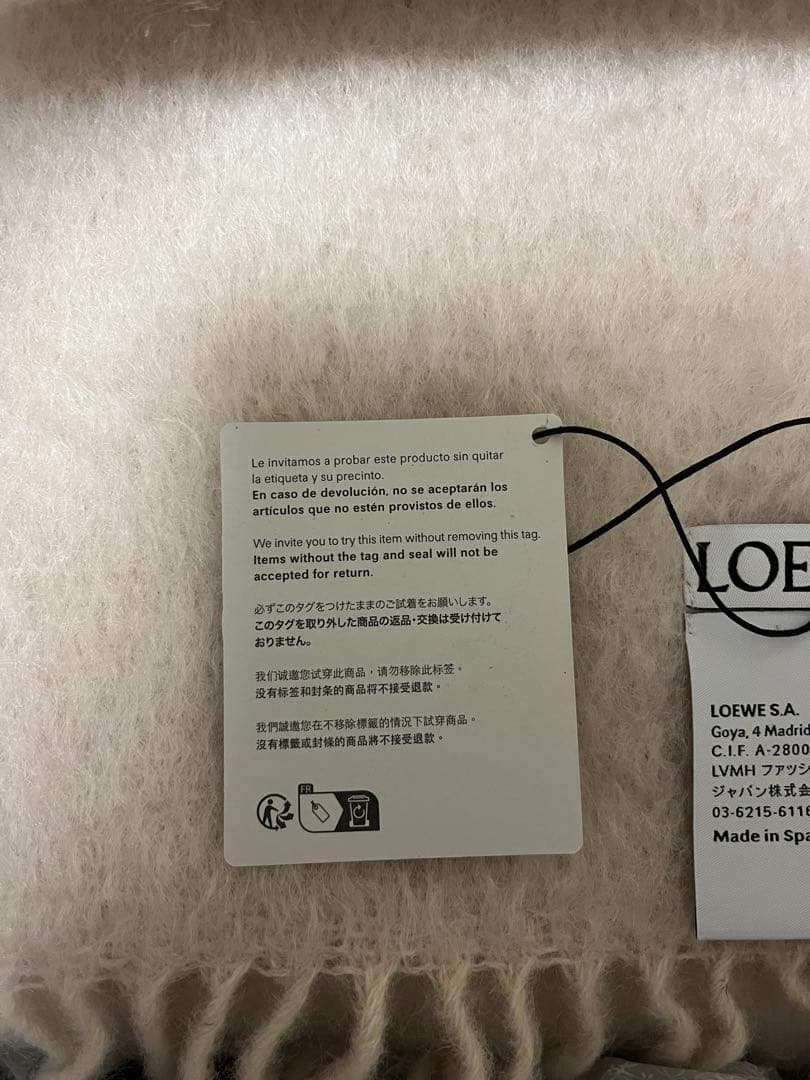 Le invitamos a probar este producto sin quitar
la etiqueta y su precinto.
En caso de devolución, no se aceptarán los
artículos que no estén provistos de ellos.
We invite you to try this item without removing this tag.
Items without the tag and seal will not be
accepted for return.
必ずこのタグをつけたままのご試着をお願いします。
このタグを取り外した商品の返品・交換は受け付けて
おりません。
我们诚邀您试穿此商品，请勿移除此标签。
没有标签和封条的商品将不接受退款。
我們誠邀您在不移除標籤的情況下試穿商品。
沒有標籤或封條的商品將不接受退款。
FR
LOE
LOEWE S.A.
Goya, 4 Madrid
C.I.F. A-2800
LVMH ファッシ
ジャパン株式会
03-6215-6116
Made in Spa